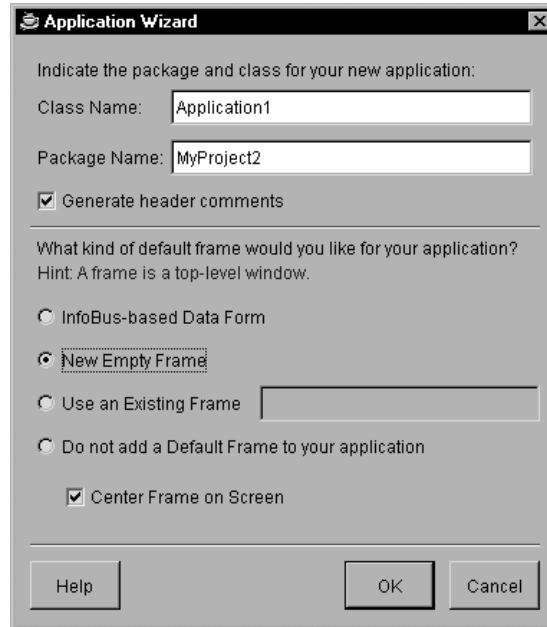 Application Wizard
Indicate the package and class for your new application:
Class Name: Application1
Package Name: MyProject2
Generate header comments
What kind of default frame would you like for your application?
Hint: A frame is a top-level window.
InfoBus-based Data Form
New Empty Frame
Use an Existing Frame
Do not add a Default Frame to your application
Center Frame on Screen
Help OK Cancel